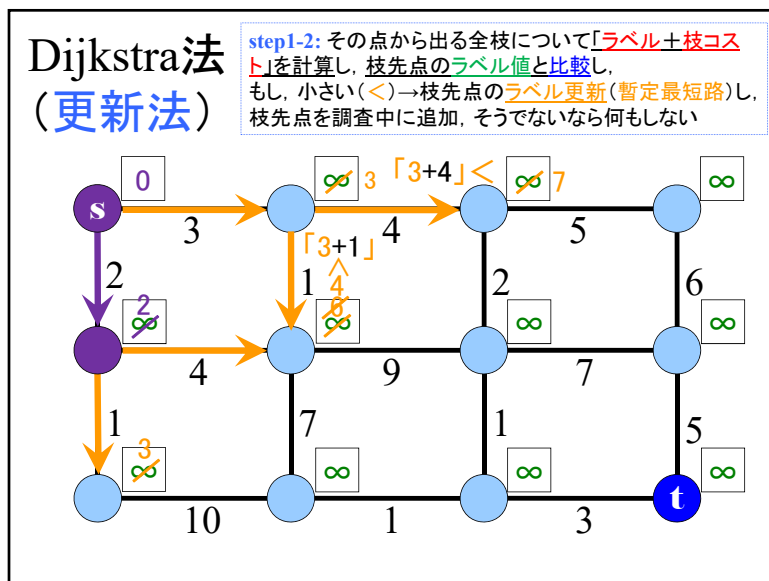 Dijkstra法
（更新法）
step1-2: その点から出る全枝について「ラベル＋枝コス
ト」を計算し，枝先点のラベル値と比較し，
もし，小さい（＜）→枝先点のラベル更新（暫定最短路）し，
枝先点を調査中に追加，そうでないなら何もしない
s 0 ∞ 3 「3+4」＜ ∞ 7 ∞
3 4 5
「3+1」
＜
2 1 4 2 6
2 ∞ 6 ∞ ∞ ∞
4 9 7
1 7 1 5
3 ∞ ∞ ∞ t ∞
10 1 3